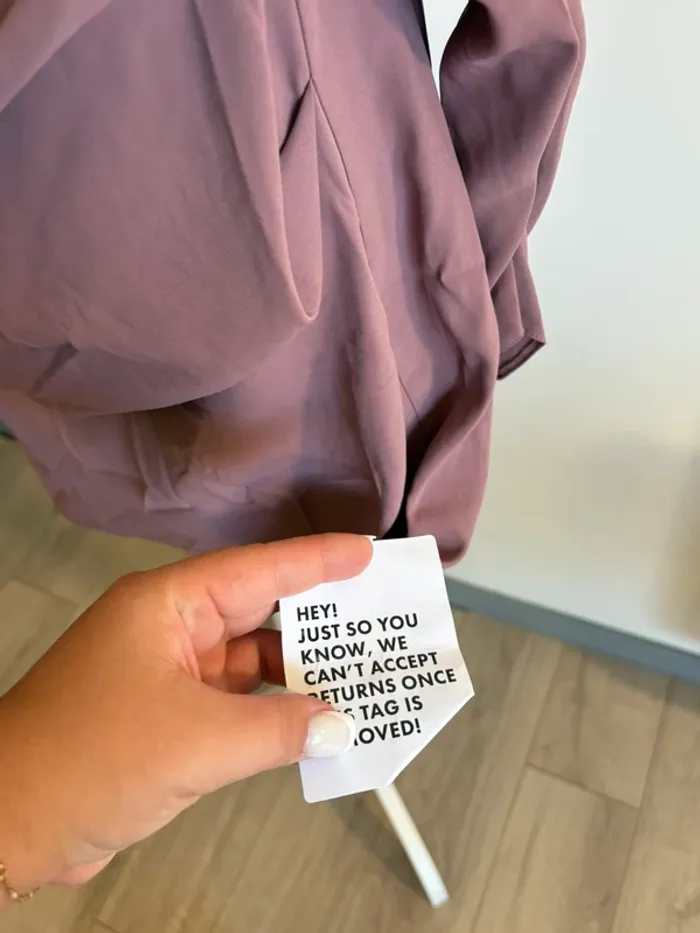 HEY!
JUST SO YOU
KNOW, WE
CAN'T ACCEPT
RETURNS ONCE
TAG IS